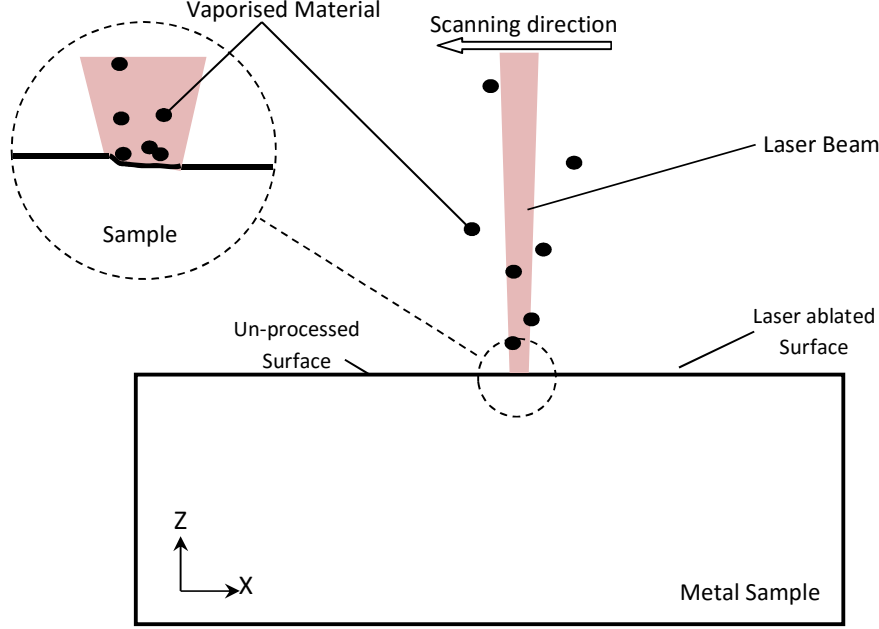 Vaporised Material
Scanning direction
Laser Beam
Sample
Un-processed
Surface
Laser ablated
Surface
Z
X
Metal Sample